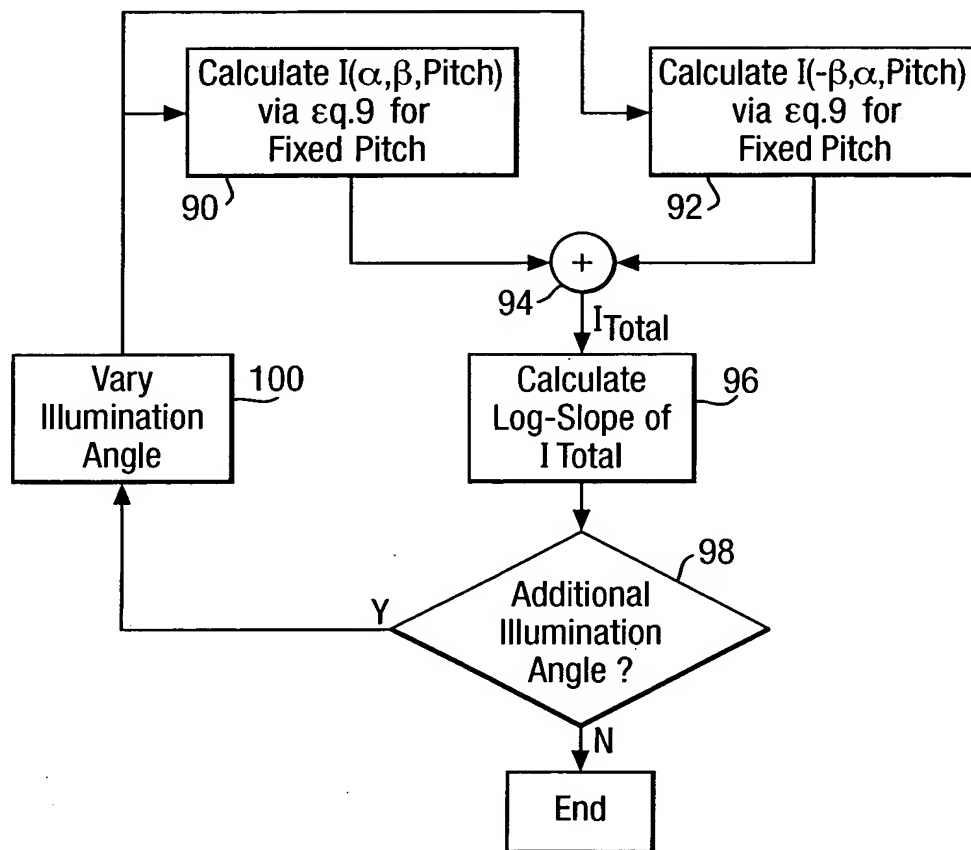 Calculate I(α,β,Pitch)
via εq.9 for
Fixed Pitch
90
Calculate I(-β,α,Pitch)
via εq.9 for
Fixed Pitch
92
+
94
I Total
Vary
Illumination
Angle
100
Calculate
Log-Slope of
I Total
96
98
Additional
Illumination
Angle ?
Y
N
End